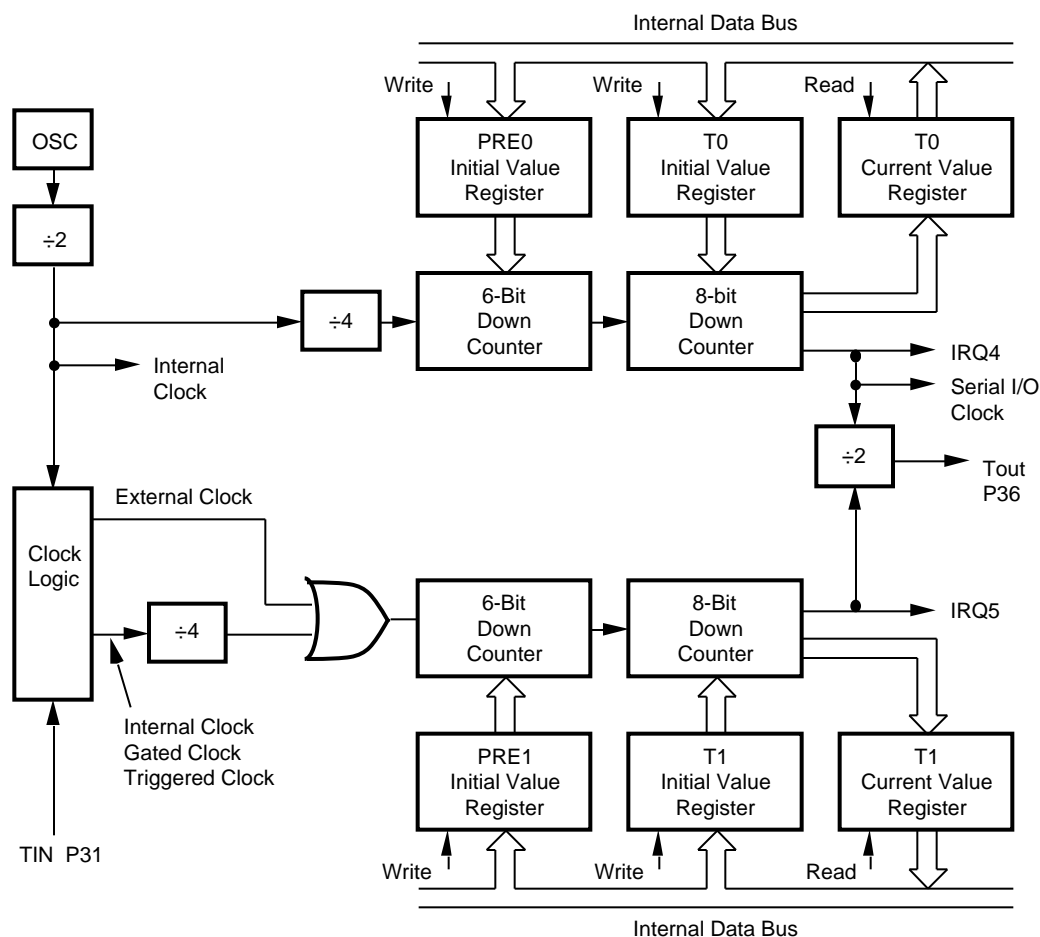 Internal Data Bus
Write
Write
Read
OSC
PRE0
Initial Value
Register
T0
Initial Value
Register
T0
Current Value
Register
÷2
÷4
6-Bit
Down
Counter
8-bit
Down
Counter
Internal
Clock
IRQ4
Serial I/O
Clock
÷2
Tout
P36
External Clock
Clock
Logic
÷4
6-Bit
Down
Counter
8-Bit
Down
Counter
IRQ5
Internal Clock
Gated Clock
Triggered Clock
PRE1
Initial Value
Register
T1
Initial Value
Register
T1
Current Value
Register
TIN P31
Write
Write
Read
Internal Data Bus